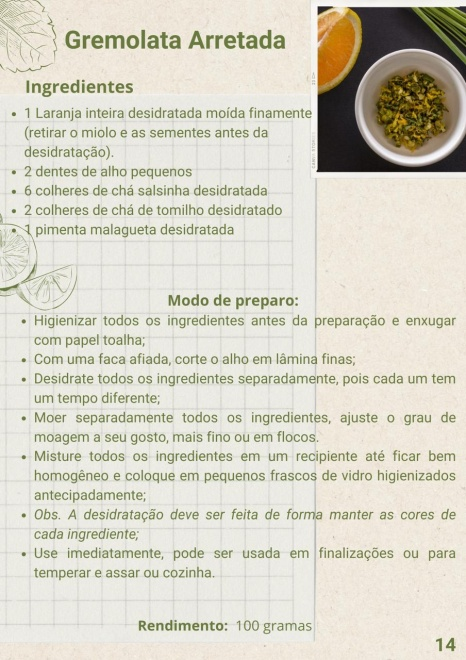 Gremolata Arretada
Ingredientes
• 1 Laranja inteira desidratada moída finamente
(retirar o miolo e as sementes antes da
desidratação).
• 2 dentes de alho pequenos
• 6 colheres de chá salsinha desidratada
• 2 colheres de chá de tomilho desidratado
• 1 pimenta malagueta desidratada
Modo de preparo:
• Higienizar todos os ingredientes antes da preparação e enxugar
com papel toalha;
• Com uma faca afiada, corte o alho em lâmina finas;
• Desidrate todos os ingredientes separadamente, pois cada um tem
um tempo diferente;
• Moer separadamente todos os ingredientes, ajuste o grau de
moagem a seu gosto, mais fino ou em flocos.
• Misture todos os ingredientes em um recipiente até ficar bem
homogêneo e coloque em pequenos frascos de vidro higienizados
antecipadamente;
• Obs. A desidratação deve ser feita de forma manter as cores de
cada ingrediente;
• Use imediatamente, pode ser usada em finalizações ou para
temperar e assar ou cozinha.
Rendimento: 100 gramas
14